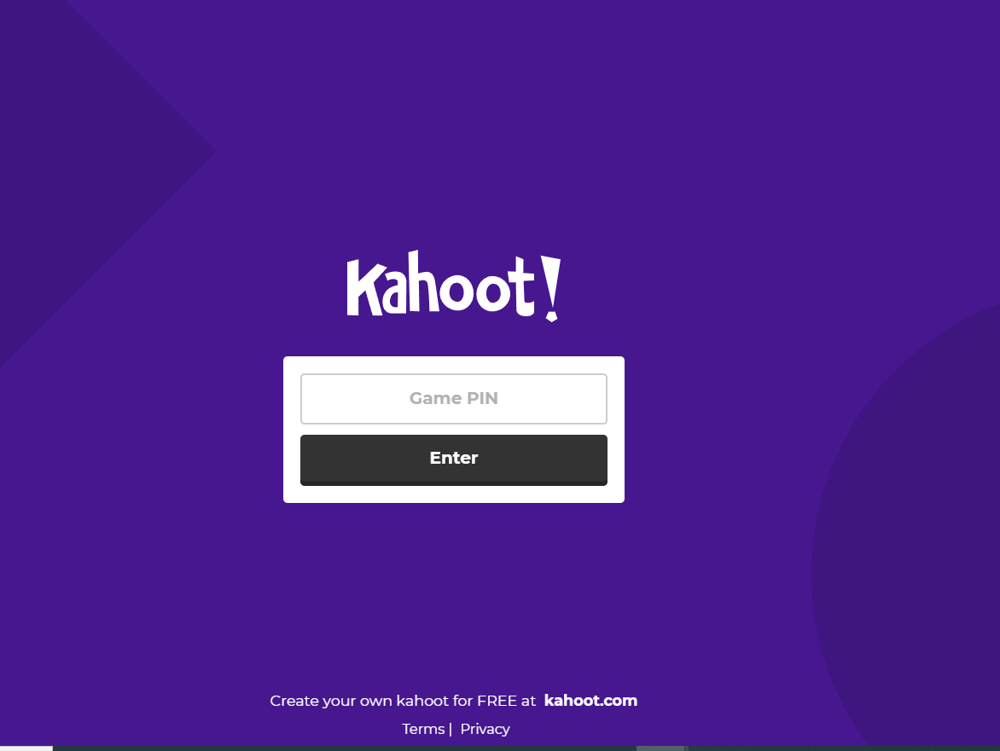 Kahoot!
Game PIN
Enter
Create your own kahoot for FREE at kahoot.com
Terms | Privacy